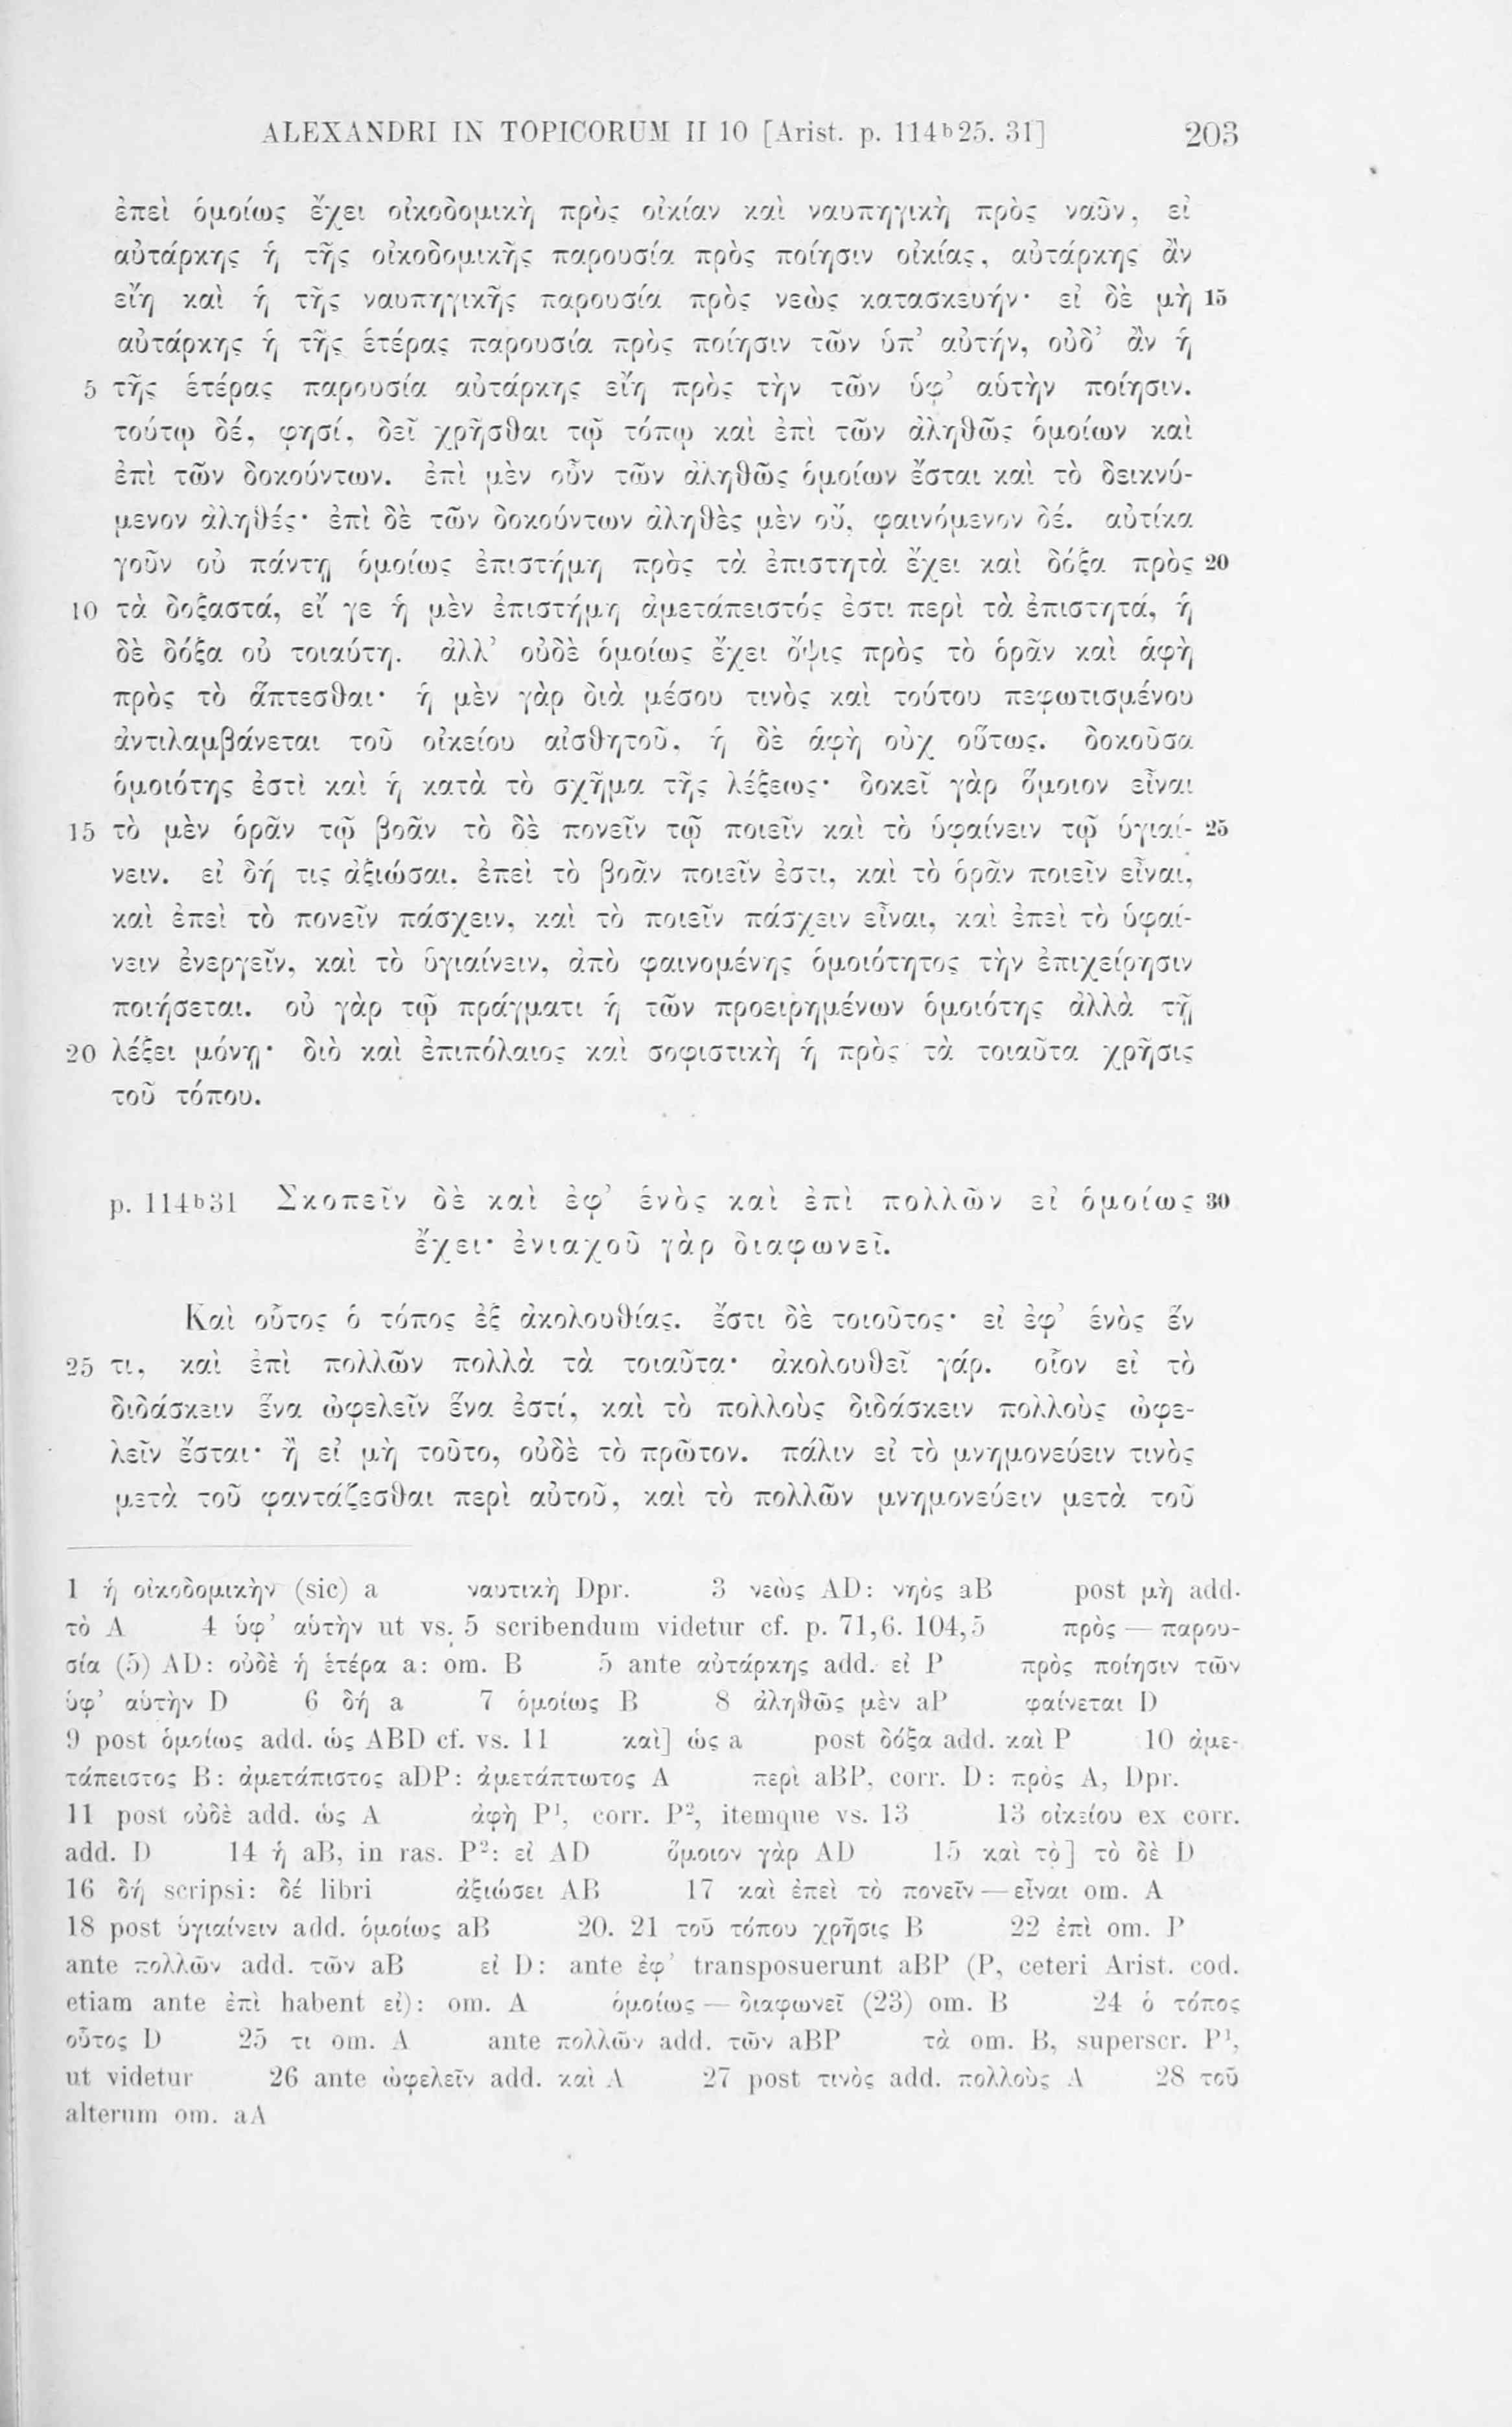 ALEXANDRI IN TOPICORUM II 10 [Arist. p. 114ᵇ25. 31] 203
ἐπεὶ ὁμοίως ἔχει οἰκοδομικὴ πρὸς οἰκίαν καὶ ναυπηγικὴ πρὸς ναῦν, εἰ
αὐτάρκης ἡ τῆς οἰκοδομικῆς παρουσία πρὸς ποίησιν οἰκίας, αὐτάρκης ἂν
εἴη καὶ ἡ τῆς ναυπηγικῆς παρουσία πρὸς νεὼς κατασκευήν· εἰ δὲ μὴ 15
αὐτάρκης ἡ τῆς ἑτέρας παρουσία πρὸς ποίησιν τῶν ὑπ’ αὐτήν, οὐδ’ ἂν ἡ
5 τῆς ἑτέρας παρουσία αὐτάρκης εἴη πρὸς τὴν τῶν ὑφ’ αὑτὴν ποίησιν.
τούτῳ δέ, φησί, δεῖ χρῆσθαι τῷ τόπῳ καὶ ἐπὶ τῶν ἀληθῶς ὁμοίων καὶ
ἐπὶ τῶν δοκούντων. ἐπὶ μὲν οὖν τῶν ἀληθῶς ὁμοίων ἔσται καὶ τὸ δεικνύ-
μενον ἀληθές· ἐπὶ δὲ τῶν δοκούντων ἀληθὲς μὲν οὔ, φαινόμενον δέ. αὐτίκα
γοῦν οὐ πάντῃ ὁμοίως ἐπιστήμη πρὸς τὰ ἐπιστητὰ ἔχει καὶ δόξα πρὸς 20
10 τὰ δοξαστά, εἴ γε ἡ μὲν ἐπιστήμη ἀμετάπειστός ἐστι περὶ τὰ ἐπιστητά, ἡ
δὲ δόξα οὐ τοιαύτη. ἀλλ’ οὐδὲ ὁμοίως ἔχει ὄψις πρὸς τὸ ὁρᾶν καὶ ἁφὴ
πρὸς τὸ ἅπτεσθαι· ἡ μὲν γὰρ διὰ μέσου τινὸς καὶ τούτου πεφωτισμένου
ἀντιλαμβάνεται τοῦ οἰκείου αἰσθητοῦ, ἡ δὲ ἁφὴ οὐχ οὕτως. δοκοῦσα
ὁμοιότης ἐστὶ καὶ ἡ κατὰ τὸ σχῆμα τῆς λέξεως· δοκεῖ γὰρ ὅμοιον εἶναι
15 τὸ μὲν ὁρᾶν τῷ βοᾶν τὸ δὲ πονεῖν τῷ ποιεῖν καὶ τὸ ὑφαίνειν τῷ ὑγιαί- 25
νειν. εἰ δή τις ἀξιώσαι, ἐπεὶ τὸ βοᾶν ποιεῖν ἐστι, καὶ τὸ ὁρᾶν ποιεῖν εἶναι,
καὶ ἐπεὶ τὸ πονεῖν πάσχειν, καὶ τὸ ποιεῖν πάσχειν εἶναι, καὶ ἐπεὶ τὸ ὑφαί-
νειν ἐνεργεῖν, καὶ τὸ ὑγιαίνειν, ἀπὸ φαινομένης ὁμοιότητος τὴν ἐπιχείρησιν
ποιήσεται. οὐ γὰρ τῷ πράγματι ἡ τῶν προειρημένων ὁμοιότης ἀλλὰ τῇ
20 λέξει μόνῃ· διὸ καὶ ἐπιπόλαιος καὶ σοφιστικὴ ἡ πρὸς τὰ τοιαῦτα χρῆσις
τοῦ τόπου.
p. 114ᵇ31 Σκοπεῖν δὲ καὶ ἐφ’ ἑνὸς καὶ ἐπὶ πολλῶν εἰ ὁμοίως 30
ἔχει· ἐνιαχοῦ γὰρ διαφωνεῖ.
Καὶ οὗτος ὁ τόπος ἐξ ἀκολουθίας. ἔστι δὲ τοιοῦτος· εἰ ἐφ’ ἑνὸς ἕν
25 τι, καὶ ἐπὶ πολλῶν πολλὰ τὰ τοιαῦτα· ἀκολουθεῖ γάρ. οἷον εἰ τὸ
διδάσκειν ἕνα ὠφελεῖν ἕνα ἐστί, καὶ τὸ πολλοὺς διδάσκειν πολλοὺς ὠφε-
λεῖν ἔσται· ἢ εἰ μὴ τοῦτο, οὐδὲ τὸ πρῶτον. πάλιν εἰ τὸ μνημονεύειν τινὸς
μετὰ τοῦ φαντάζεσθαι περὶ αὐτοῦ, καὶ τὸ πολλῶν μνημονεύειν μετὰ τοῦ
1 ἡ οἰκοδομικὴν (sic) a ναυτικὴ Dpr. 3 νεὼς AD: νηὸς aB post μὴ add.
τὸ A 4 ὑφ’ αὑτὴν ut vs. 5 scribendum videtur cf. p. 71,6. 104,5 πρὸς — παρου-
σία (5) AD: οὐδὲ ἡ ἑτέρα a: om. B 5 ante αὐτάρκης add. εἰ P πρὸς ποίησιν τῶν
ὑφ’ αὑτὴν D 6 δή a 7 ὁμοίως B 8 ἀληθῶς μὲν aP φαίνεται D
9 post ὁμοίως add. ὡς ABD cf. vs. 11 καὶ] ὡς a post δόξα add. καὶ P 10 ἀμε-
τάπειστος B: ἀμετάπιστος aDP: ἀμετάπτωτος A περὶ aBP, corr. D: πρὸς A, Dpr.
11 post οὐδὲ add. ὡς A ἀφὴ P¹, corr. P², itemque vs. 13 13 οἰκείου ex corr.
add. D 14 ἡ aB, in ras. P²: εἰ AD ὅμοιον γὰρ AD 15 καὶ τὸ] τὸ δὲ D
16 δή scripsi: δέ libri ἀξιώσει AB 17 καὶ ἐπεὶ τὸ πονεῖν — εἶναι om. A
18 post ὑγιαίνειν add. ὁμοίως aB 20. 21 τοῦ τόπου χρῆσις B 22 ἐπὶ om. P
ante πολλῶν add. τῶν aB εἰ D: ante ἐφ’ transposuerunt aBP (P, ceteri Arist. cod.
etiam ante ἐπὶ habent εἰ): om. A ὁμοίως — διαφωνεῖ (23) om. B 24 ὁ τόπος
οὗτος D 25 τι om. A ante πολλῶν add. τῶν aBP τὰ om. B, superscr. P¹,
ut videtur 26 ante ὠφελεῖν add. καὶ A 27 post τινὸς add. πολλοὺς A 28 τοῦ
alterum om. aA